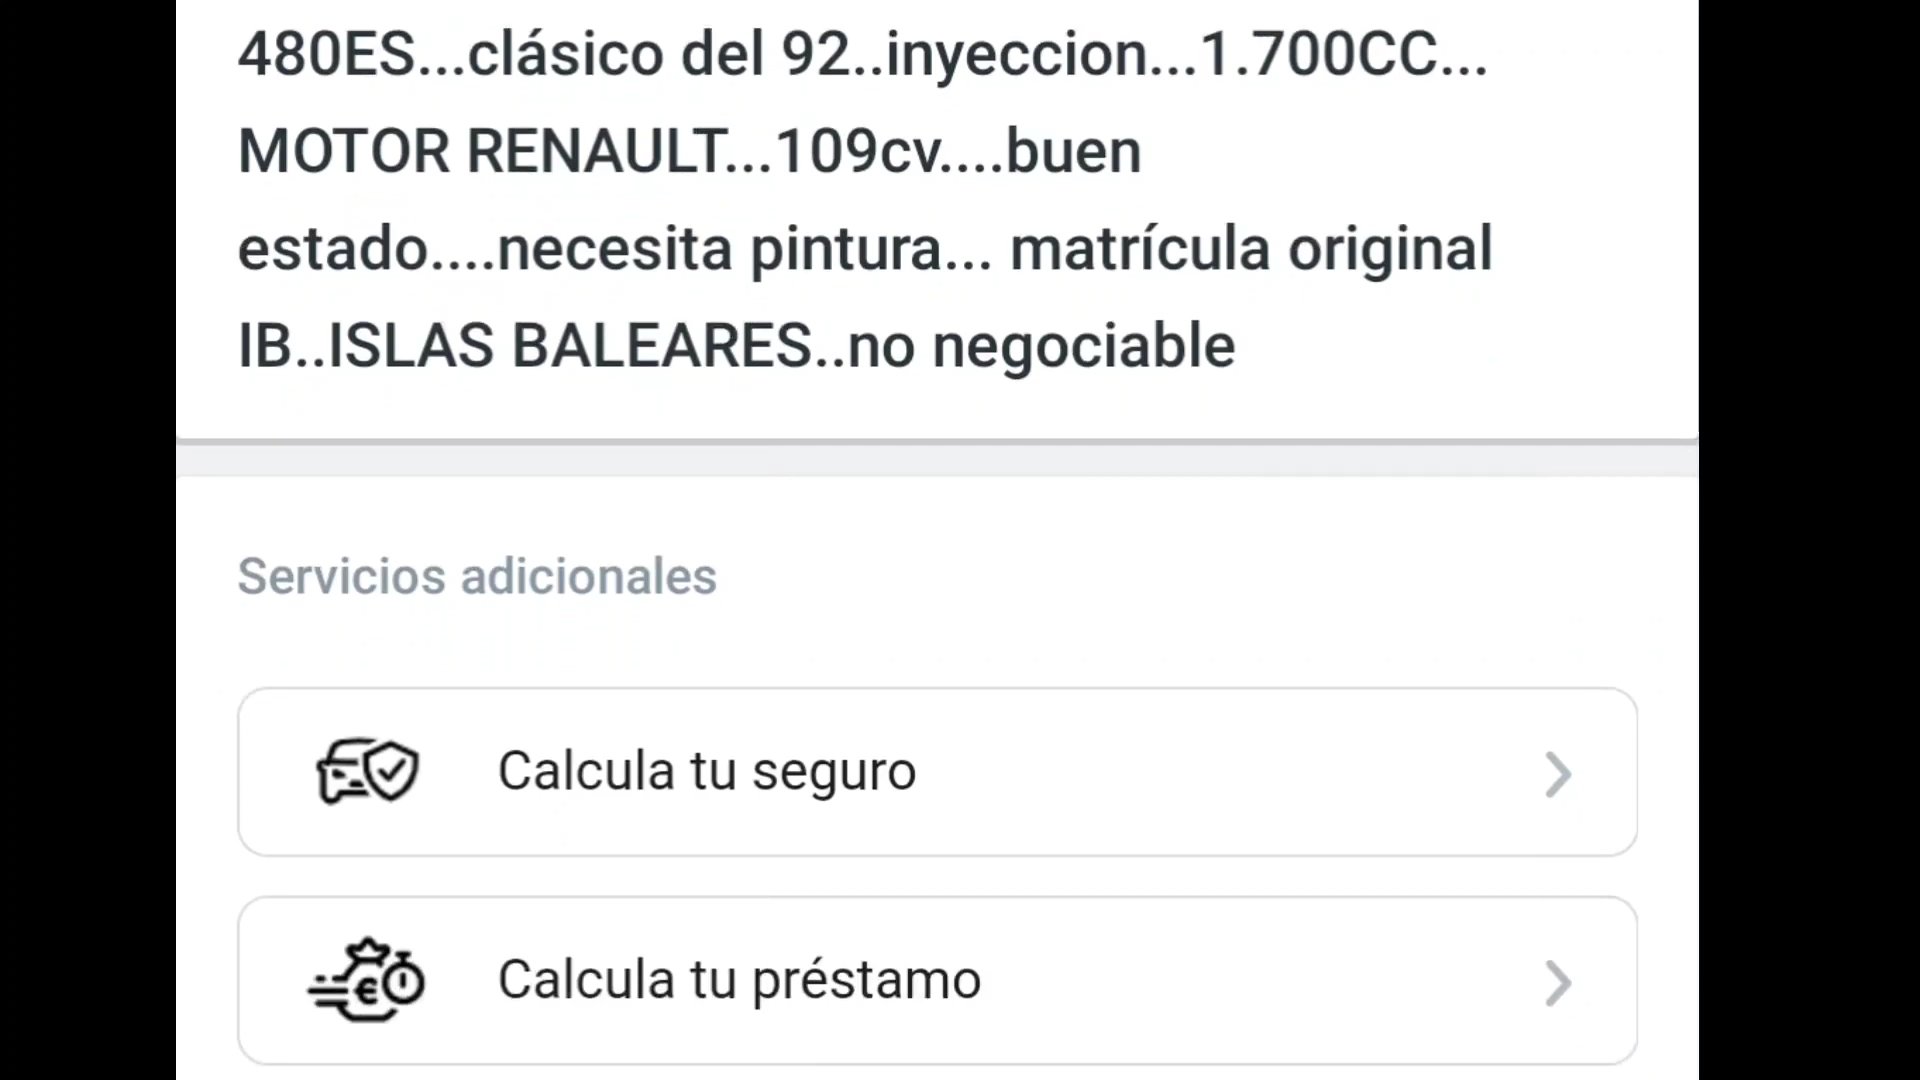 480ES...clásico del 92..inyeccion...1.700CC...
MOTOR RENAULT...109cv....buen
estado....necesita pintura... matrícula original
IB..ISLAS BALEARES..no negociable
Servicios adicionales
Calcula tu seguro
Calcula tu préstamo